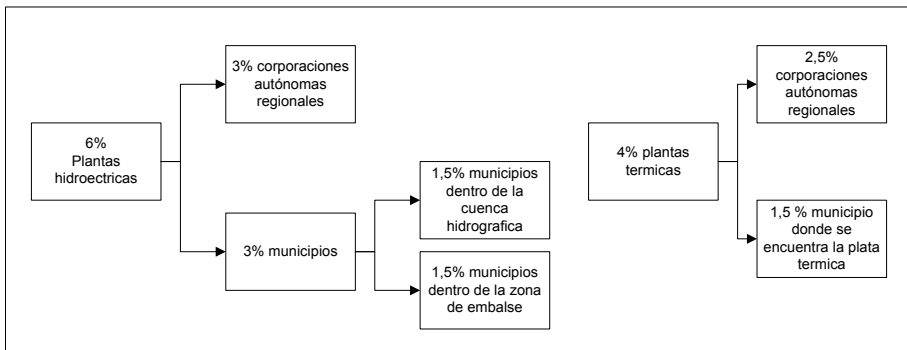 3% corporaciones
autónomas
regionales
6%
Plantas
hidroectricas
3% municipios
1,5% municipios
dentro de la
cuenca
hidrografica
1,5% municipios
dentro de la zona
de embalse
2,5%
corporaciones
autónomas
regionales
4% plantas
termicas
1,5 % municipio
donde se
encuentra la plata
termica